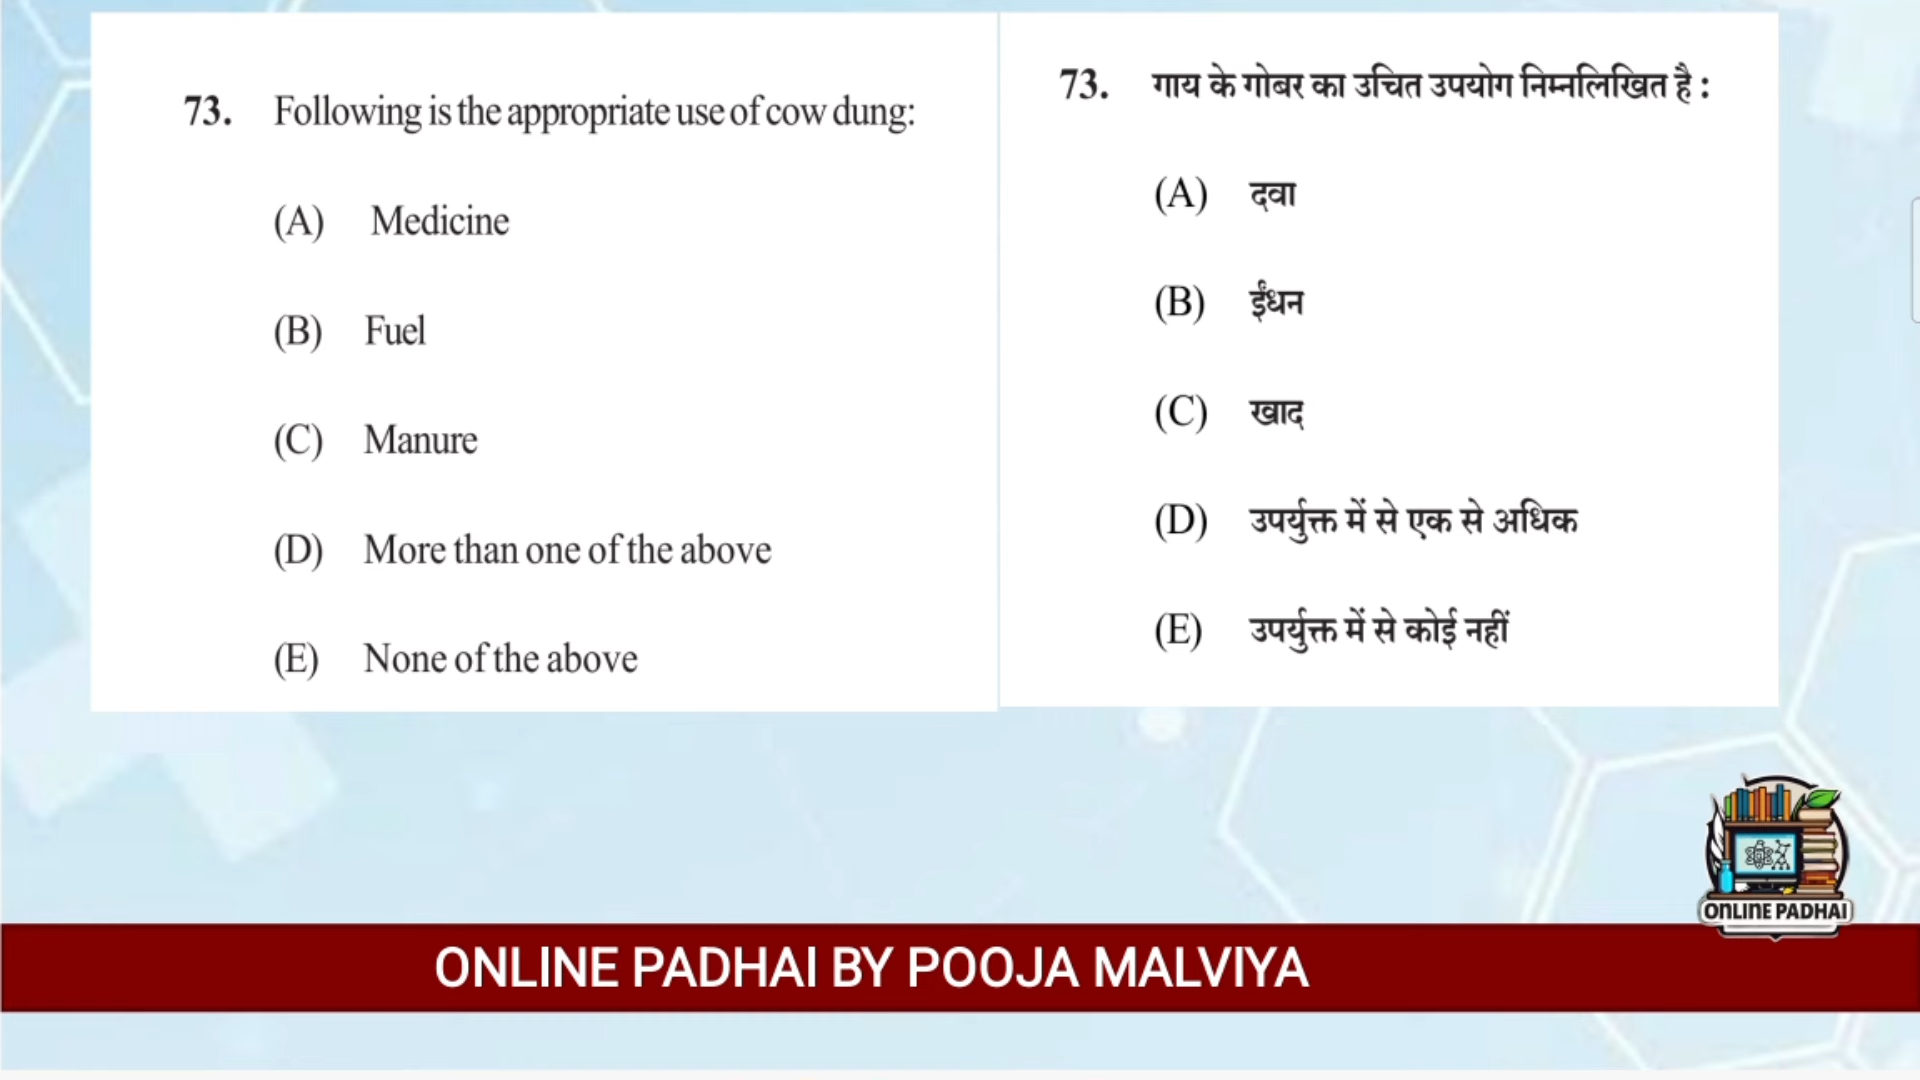 73. Following is the appropriate use of cow dung:
(A) Medicine
(B) Fuel
(C) Manure
(D) More than one of the above
(E) None of the above
73. गाय के गोबर का उचित उपयोग निम्नलिखित है :
(A) दवा
(B) ईंधन
(C) खाद
(D) उपर्युक्त में से एक से अधिक
(E) उपर्युक्त में से कोई नहीं
ONLINE PADHAI
ONLINE PADHAI BY POOJA MALVIYA